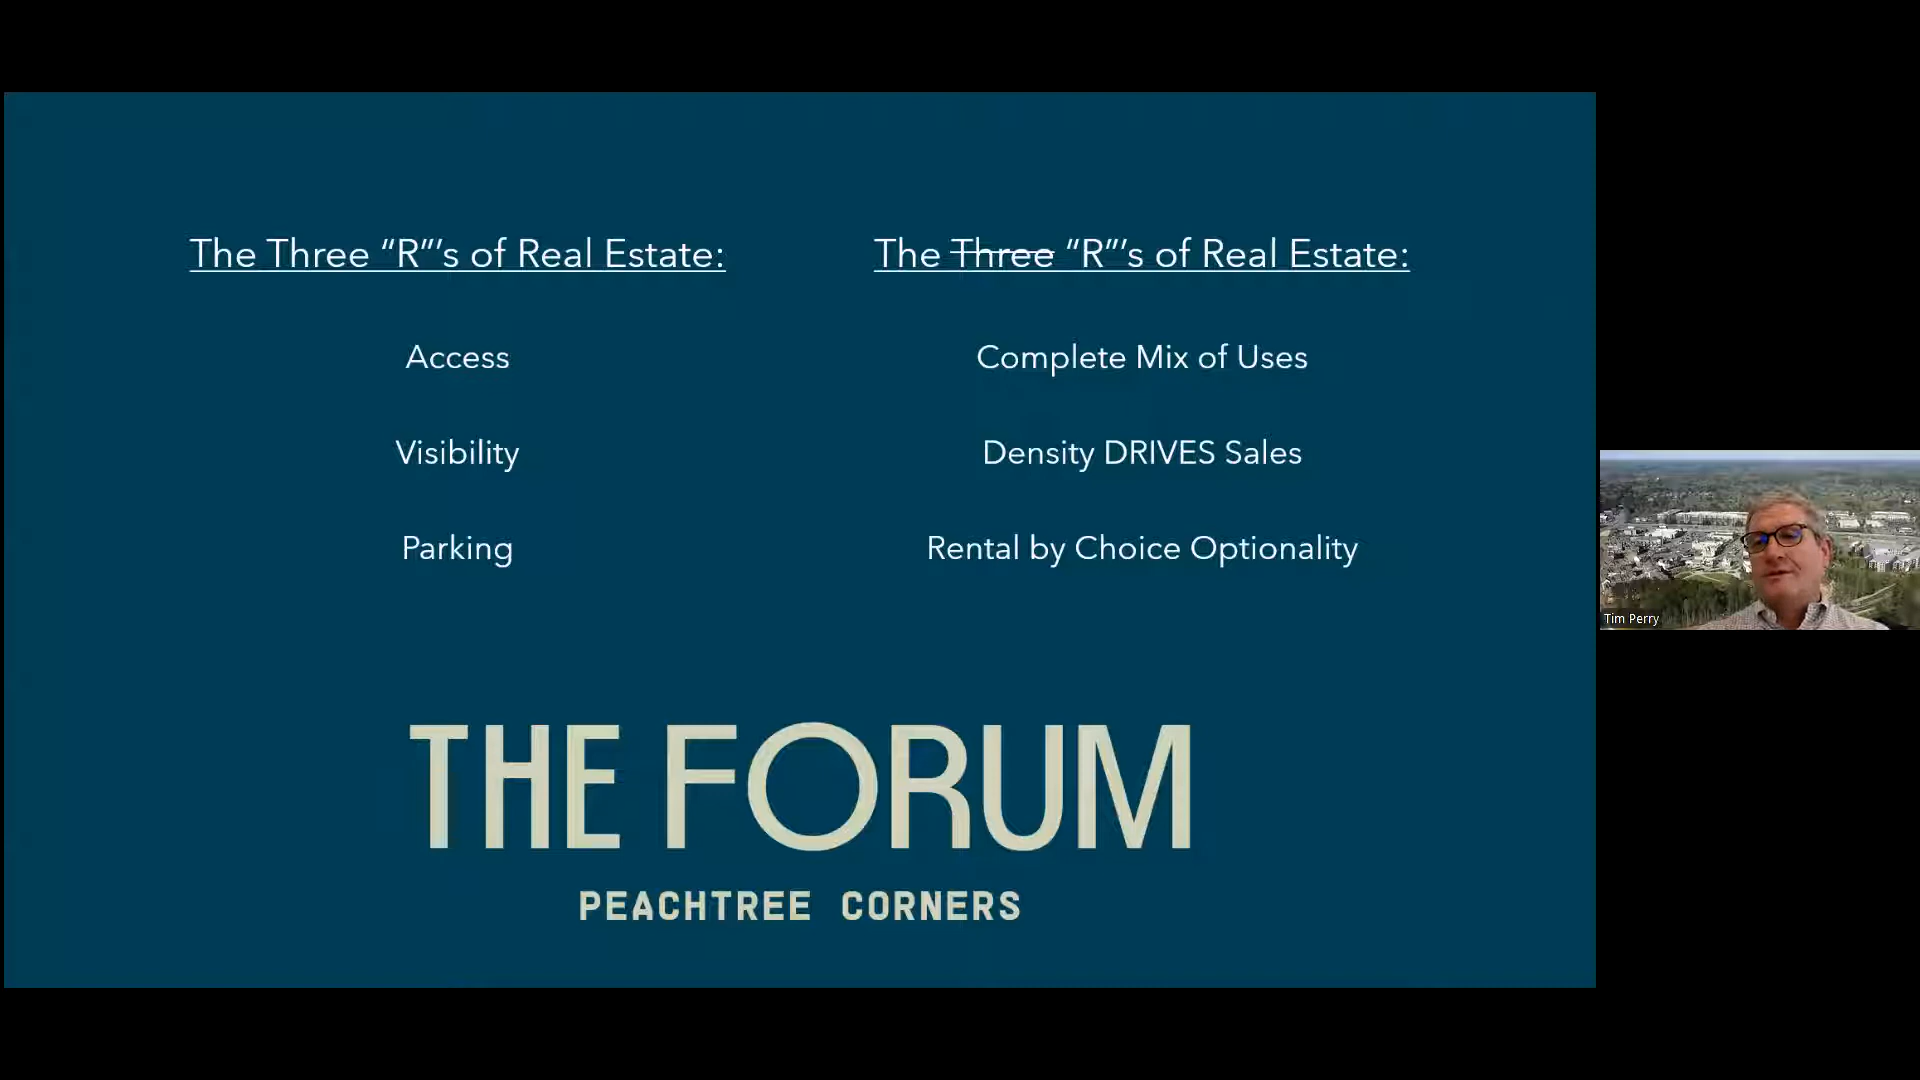 The Three “R”’s of Real Estate:
Access
Visibility
Parking
The Three “R”’s of Real Estate:
Complete Mix of Uses
Density DRIVES Sales
Rental by Choice Optionality
THE FORUM
PEACHTREE CORNERS
Tim Perry